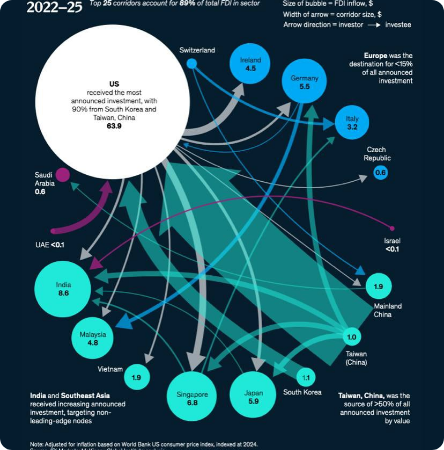 2022–25
Top 25 corridors account for 89% of total FDI in sector
Size of bubble = FDI inflow, $
Width of arrow = corridor size, $
Arrow direction = investor → investee
Switzerland
Ireland
4.5
Germany
5.5
Europe was the
destination for <15%
of all announced
investment
US
received the most
announced investment, with
90% from South Korea and
Taiwan, China
63.9
Italy
3.2
Czech
Republic
0.6
Saudi
Arabia
0.6
UAE <0.1
Israel
<0.1
India
8.6
1.9
Mainland
China
Malaysia
4.8
1.0
Taiwan
(China)
Vietnam
1.9
Singapore
6.8
Japan
5.9
1.1
South Korea
India and Southeast Asia
received increasing announced
investment, targeting non-
leading-edge nodes
Taiwan, China, was the
source of >50% of all
announced investment
by value
Note: Adjusted for inflation based on World Bank US consumer price index, indexed at 2024.